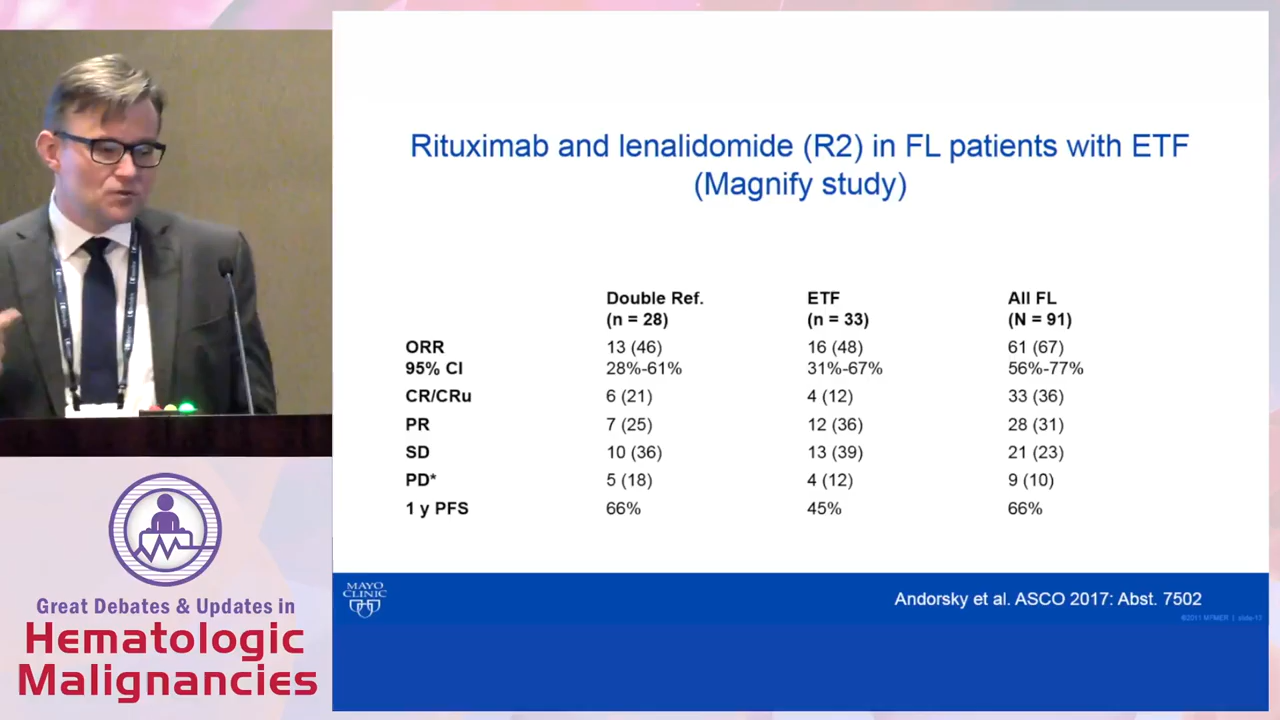 Rituximab and lenalidomide (R2) in FL patients with ETF
(Magnify study)
Double Ref. ETF All FL
(n = 28) (n = 33) (N = 91)
ORR 13 (46) 16 (48) 61 (67)
95% CI 28%-61% 31%-67% 56%-77%
CR/CRu 6 (21) 4 (12) 33 (36)
PR 7 (25) 12 (36) 28 (31)
SD 10 (36) 13 (39) 21 (23)
PD* 5 (18) 4 (12) 9 (10)
1 y PFS 66% 45% 66%
MAYO
CLINIC
Andorsky et al. ASCO 2017: Abst. 7502
©2011 MFMER | slide-17
Great Debates & Updates in
Hematologic
Malignancies